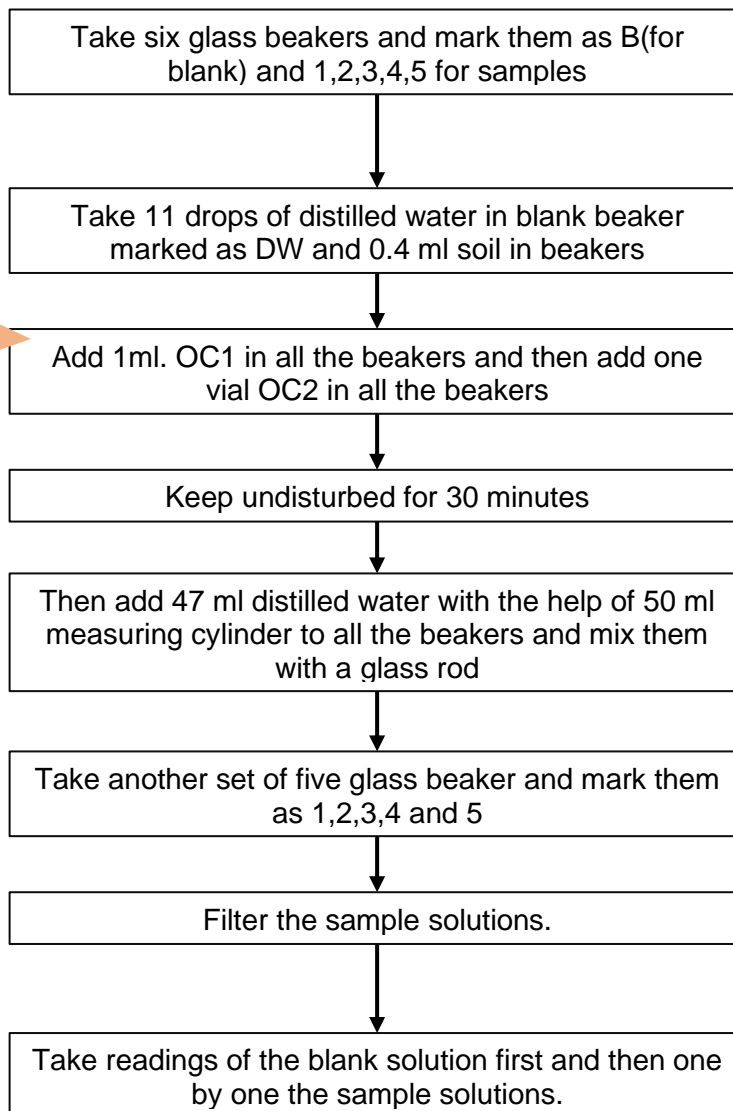 Take six glass beakers and mark them as B(for
blank) and 1,2,3,4,5 for samples
Take 11 drops of distilled water in blank beaker
marked as DW and 0.4 ml soil in beakers
Add 1ml. OC1 in all the beakers and then add one
vial OC2 in all the beakers
Keep undisturbed for 30 minutes
Then add 47 ml distilled water with the help of 50 ml
measuring cylinder to all the beakers and mix them
with a glass rod
Take another set of five glass beaker and mark them
as 1,2,3,4 and 5
Filter the sample solutions.
Take readings of the blank solution first and then one
by one the sample solutions.